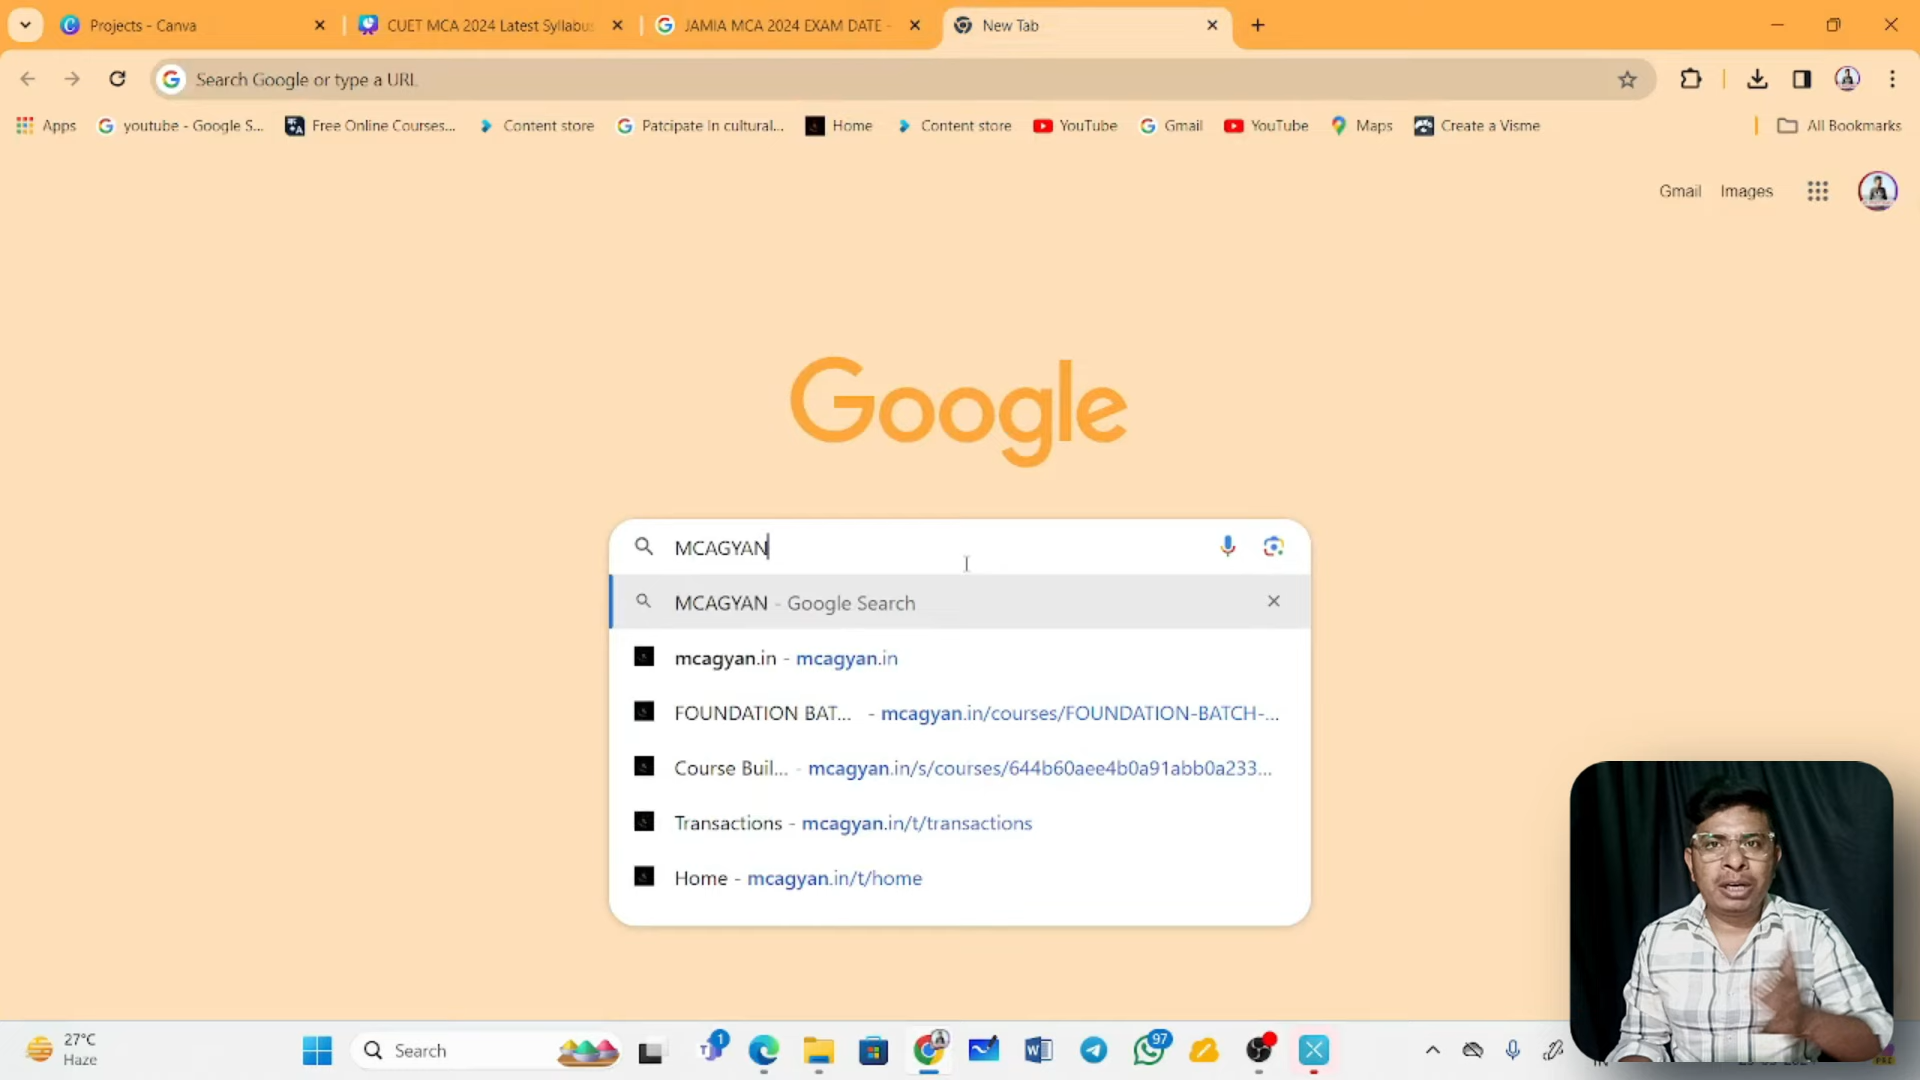 Projects - Canva
CUET MCA 2024 Latest Syllabus
JAMIA MCA 2024 EXAM DATE -
New Tab
Search Google or type a URL
Apps
youtube - Google S...
Free Online Courses...
Content store
Patcipate In cultural...
Home
Content store
YouTube
Gmail
YouTube
Maps
Create a Visme
All Bookmarks
Gmail
Images
Google
MCAGYAN
MCAGYAN - Google Search
mcagyan.in - mcagyan.in
FOUNDATION BAT... - mcagyan.in/courses/FOUNDATION-BATCH-...
Course Buil... - mcagyan.in/s/courses/644b60aee4b0a91abb0a233...
Transactions - mcagyan.in/t/transactions
Home - mcagyan.in/t/home
27°C
Haze
Search
1
97